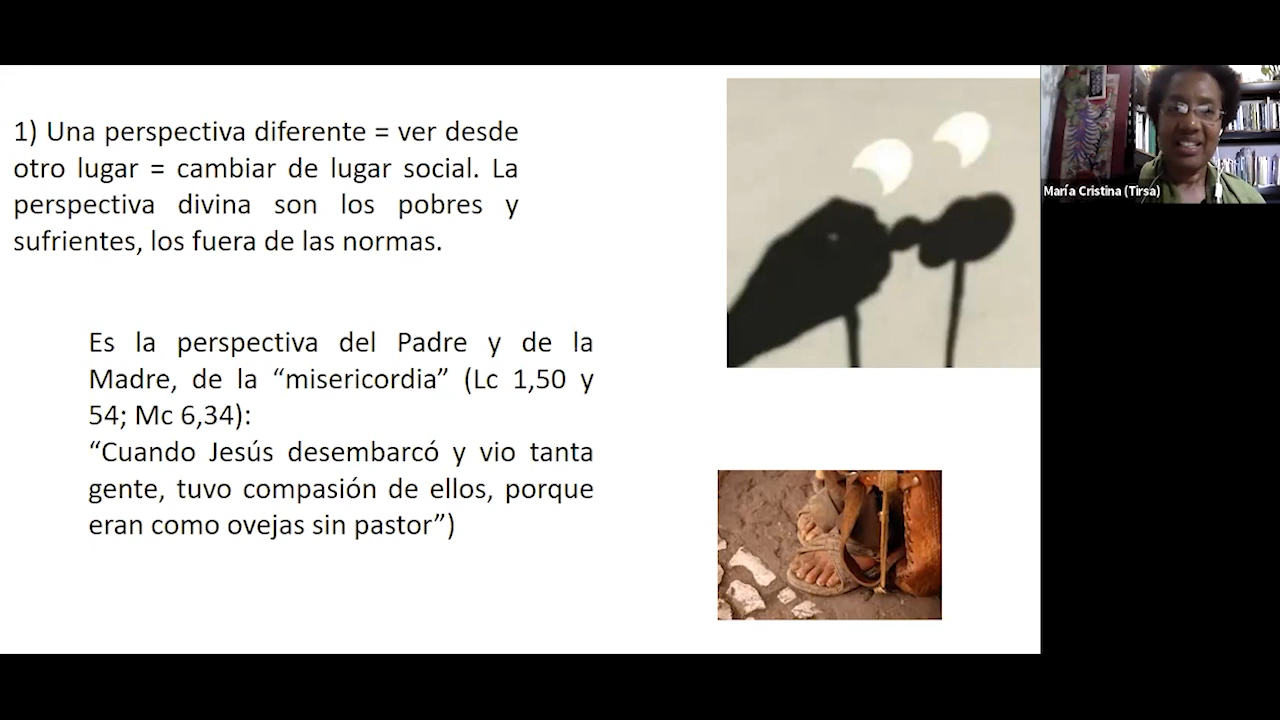 1) Una perspectiva diferente = ver desde
otro lugar = cambiar de lugar social. La
perspectiva divina son los pobres y
sufrientes, los fuera de las normas.
Es la perspectiva del Padre y de la
Madre, de la “misericordia” (Lc 1,50 y
54; Mc 6,34):
“Cuando Jesús desembarcó y vio tanta
gente, tuvo compasión de ellos, porque
eran como ovejas sin pastor”)
María Cristina (Tirsa)